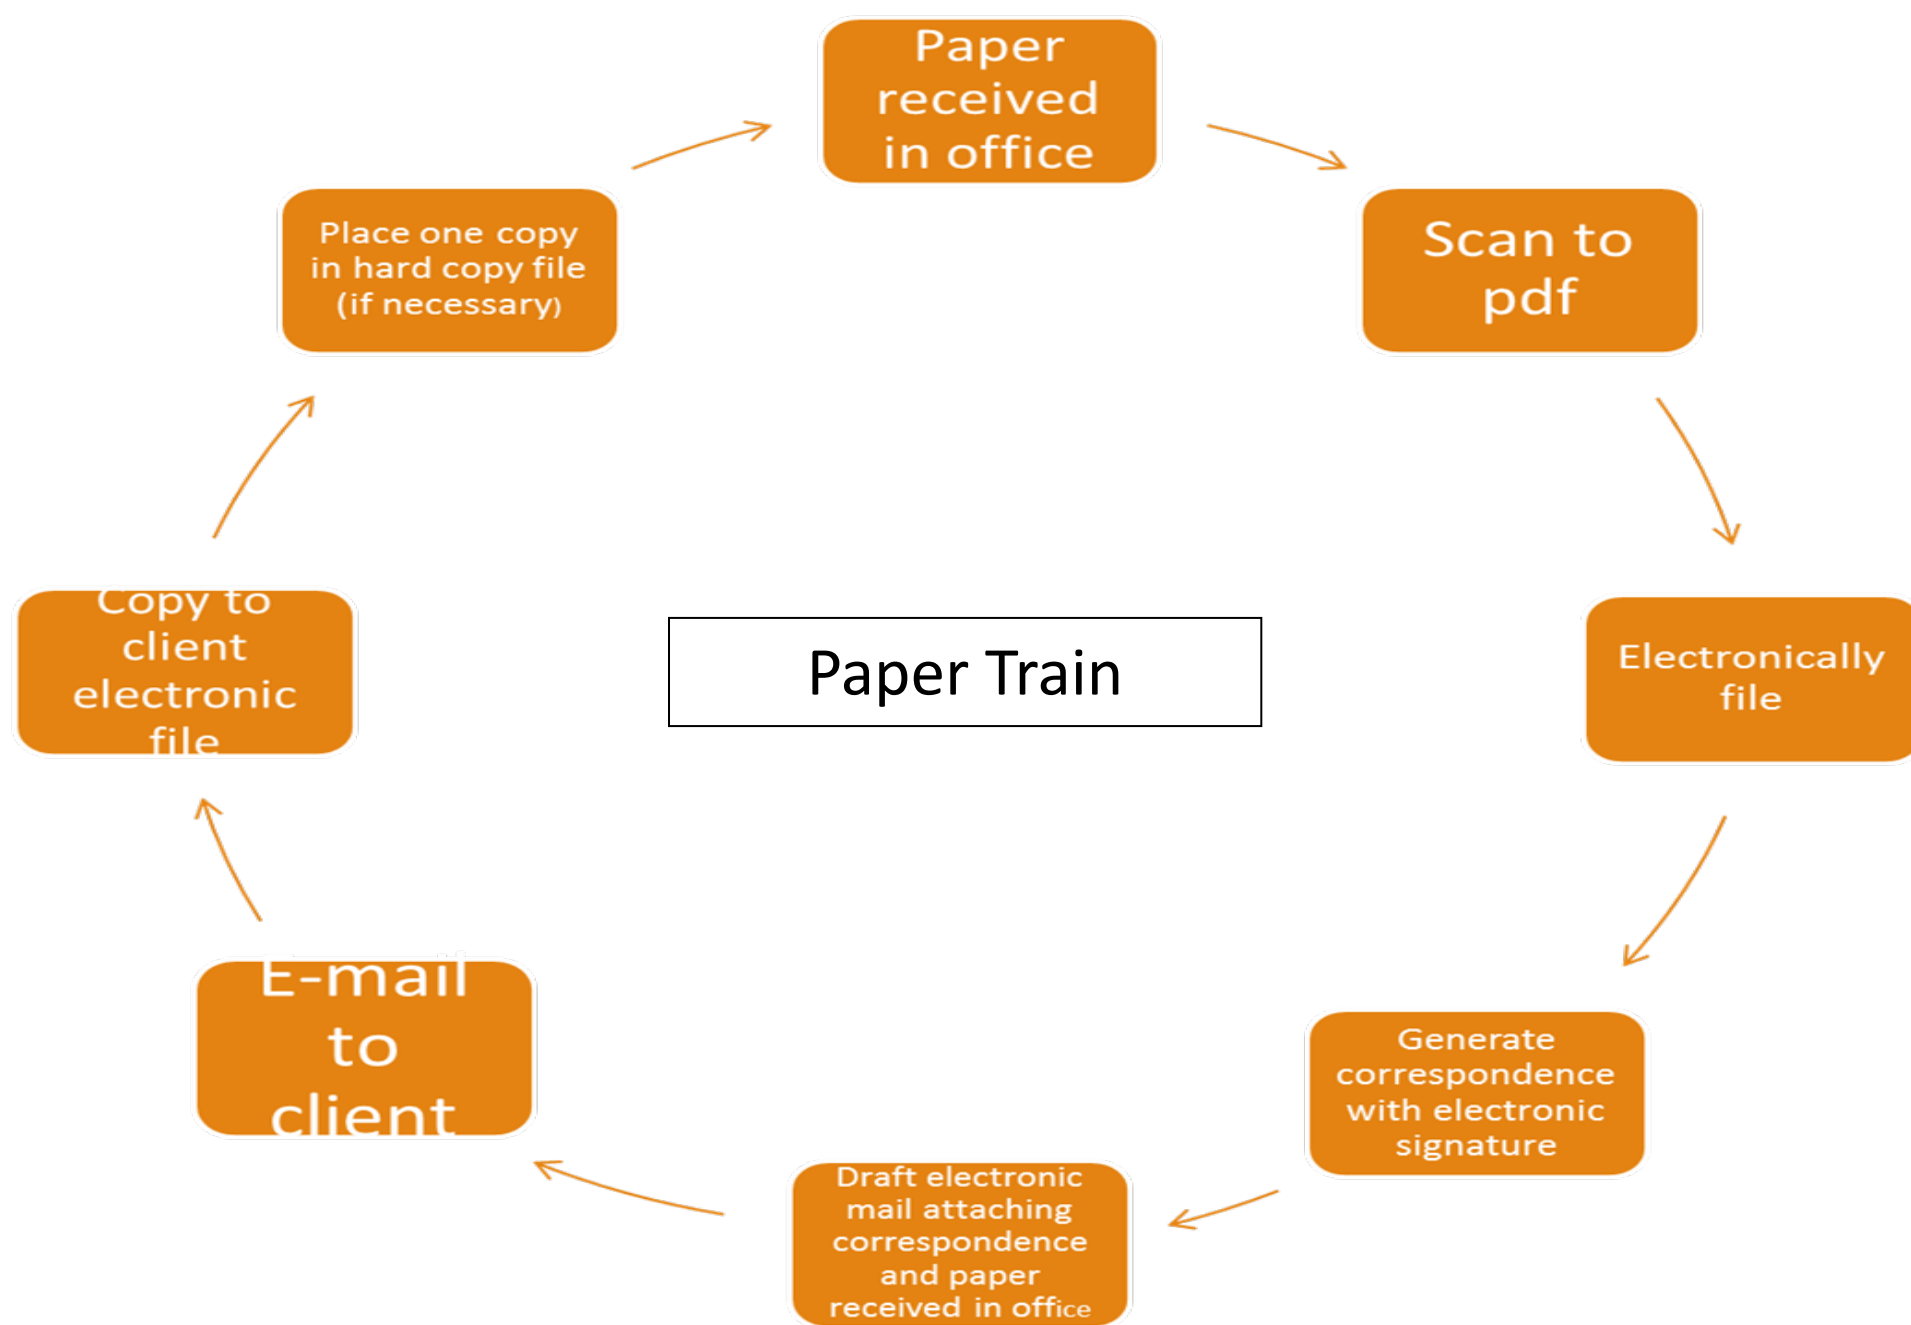 Paper
received
in office
Scan to
pdf
Electronically
file
Generate
correspondence
with electronic
signature
Draft electronic
mail attaching
correspondence
and paper
received in office
E-mail
to
client
Copy to
client
electronic
file
Place one copy
in hard copy file
(if necessary)
Paper Train